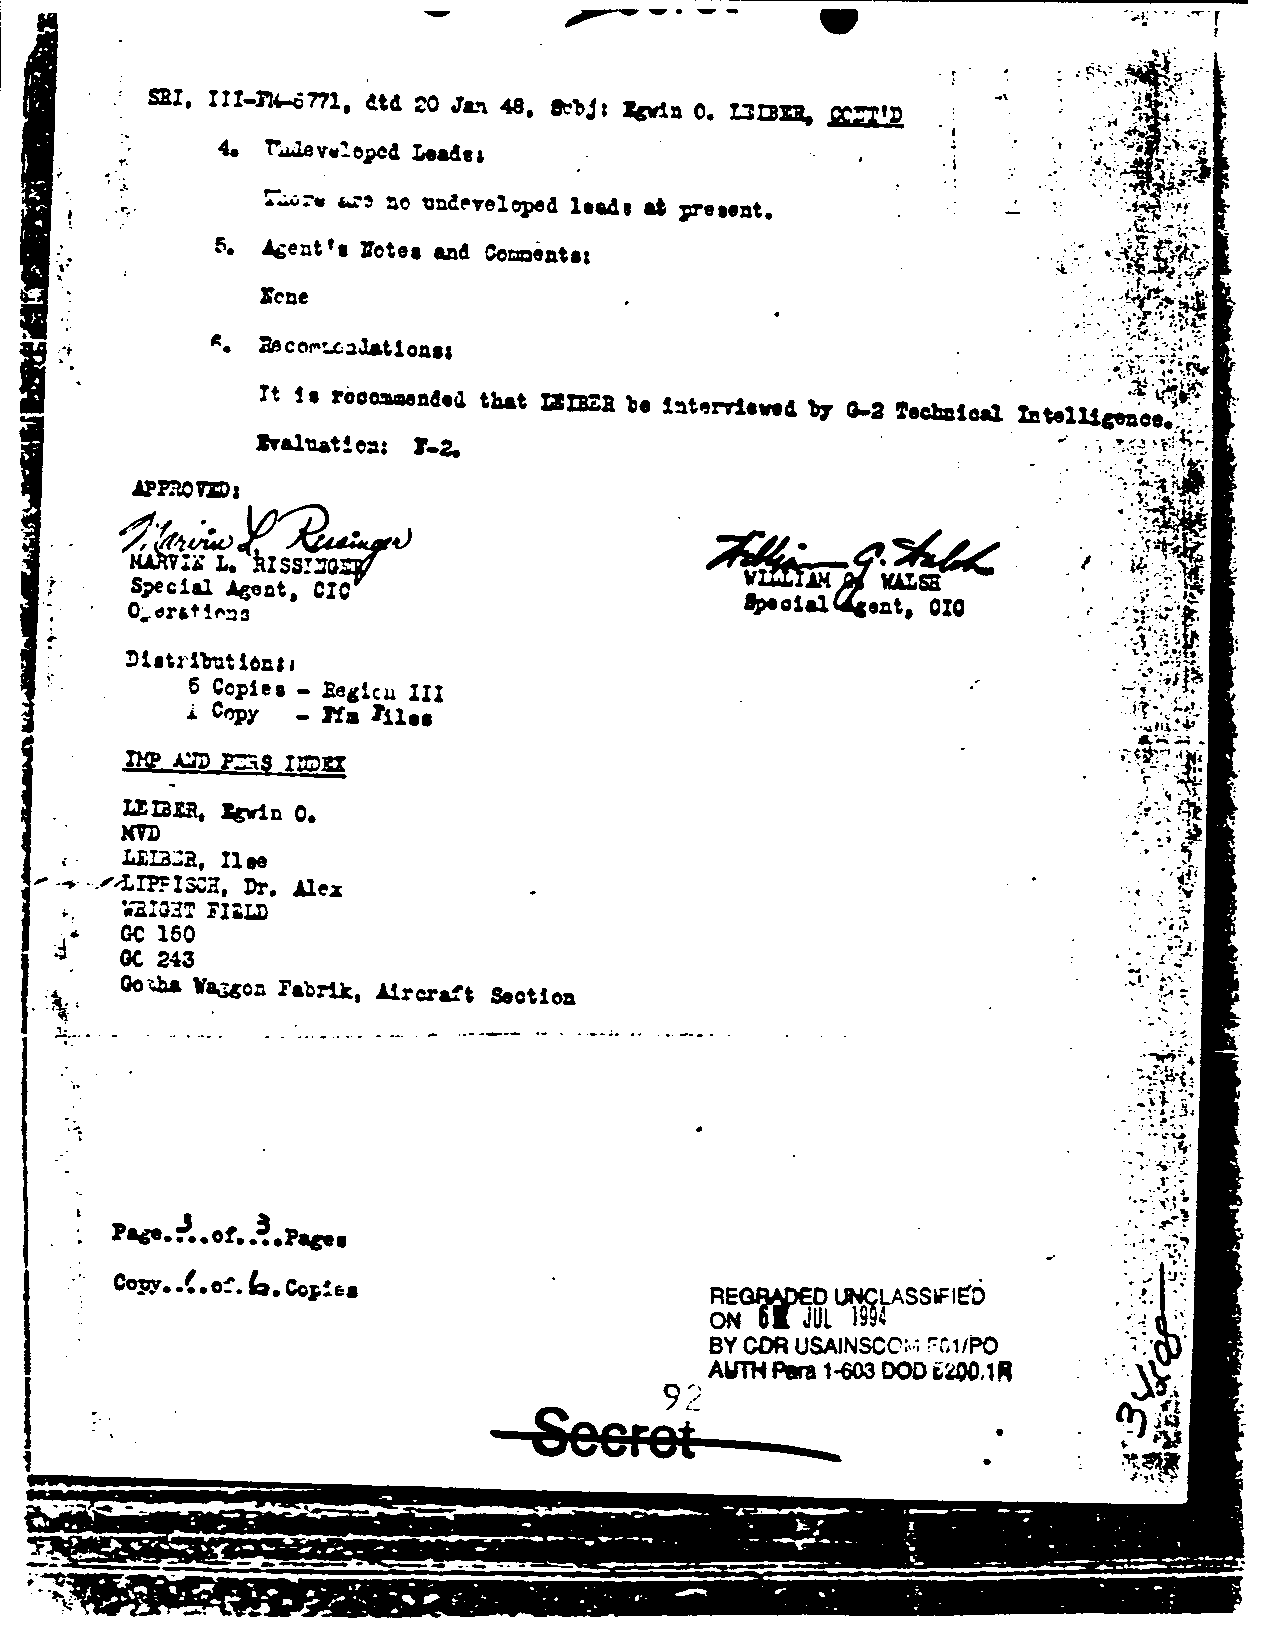 SRI, III-FM-6771, dtd 20 Jan 48, Subj: Egwin O. LEIBER, CONT'D
4. Undeveloped Leads:
There are no undeveloped leads at present.
5. Agent's Notes and Comments:
None
6. Recommendations:
It is recommended that LEIBER be interviewed by G-2 Technical Intelligence.
Evaluation: F-2.
APPROVED:
Marvin L. Rissinger
MARVIN L. RISSINGER
Special Agent, CIC
Operations
William G. Walsh
WILLIAM G. WALSH
Special Agent, CIC
Distribution:
5 Copies - Region III
1 Copy - Ffm Files
IMP AND PERS INDEX
LEIBER, Egwin O.
MVD
LEIBER, Ilse
LIPPISCH, Dr. Alex
WRIGHT FIELD
GC 150
GC 243
Gotha Waggon Fabrik, Aircraft Section
Page..3..of..3..Pages
Copy..1..of.6.Copies
REGRADED UNCLASSIFIED
ON JUL 1994
BY CDR USAINSCOM F01/PO
AUTH Para 1-603 DOD 5200.1R
92
Secret